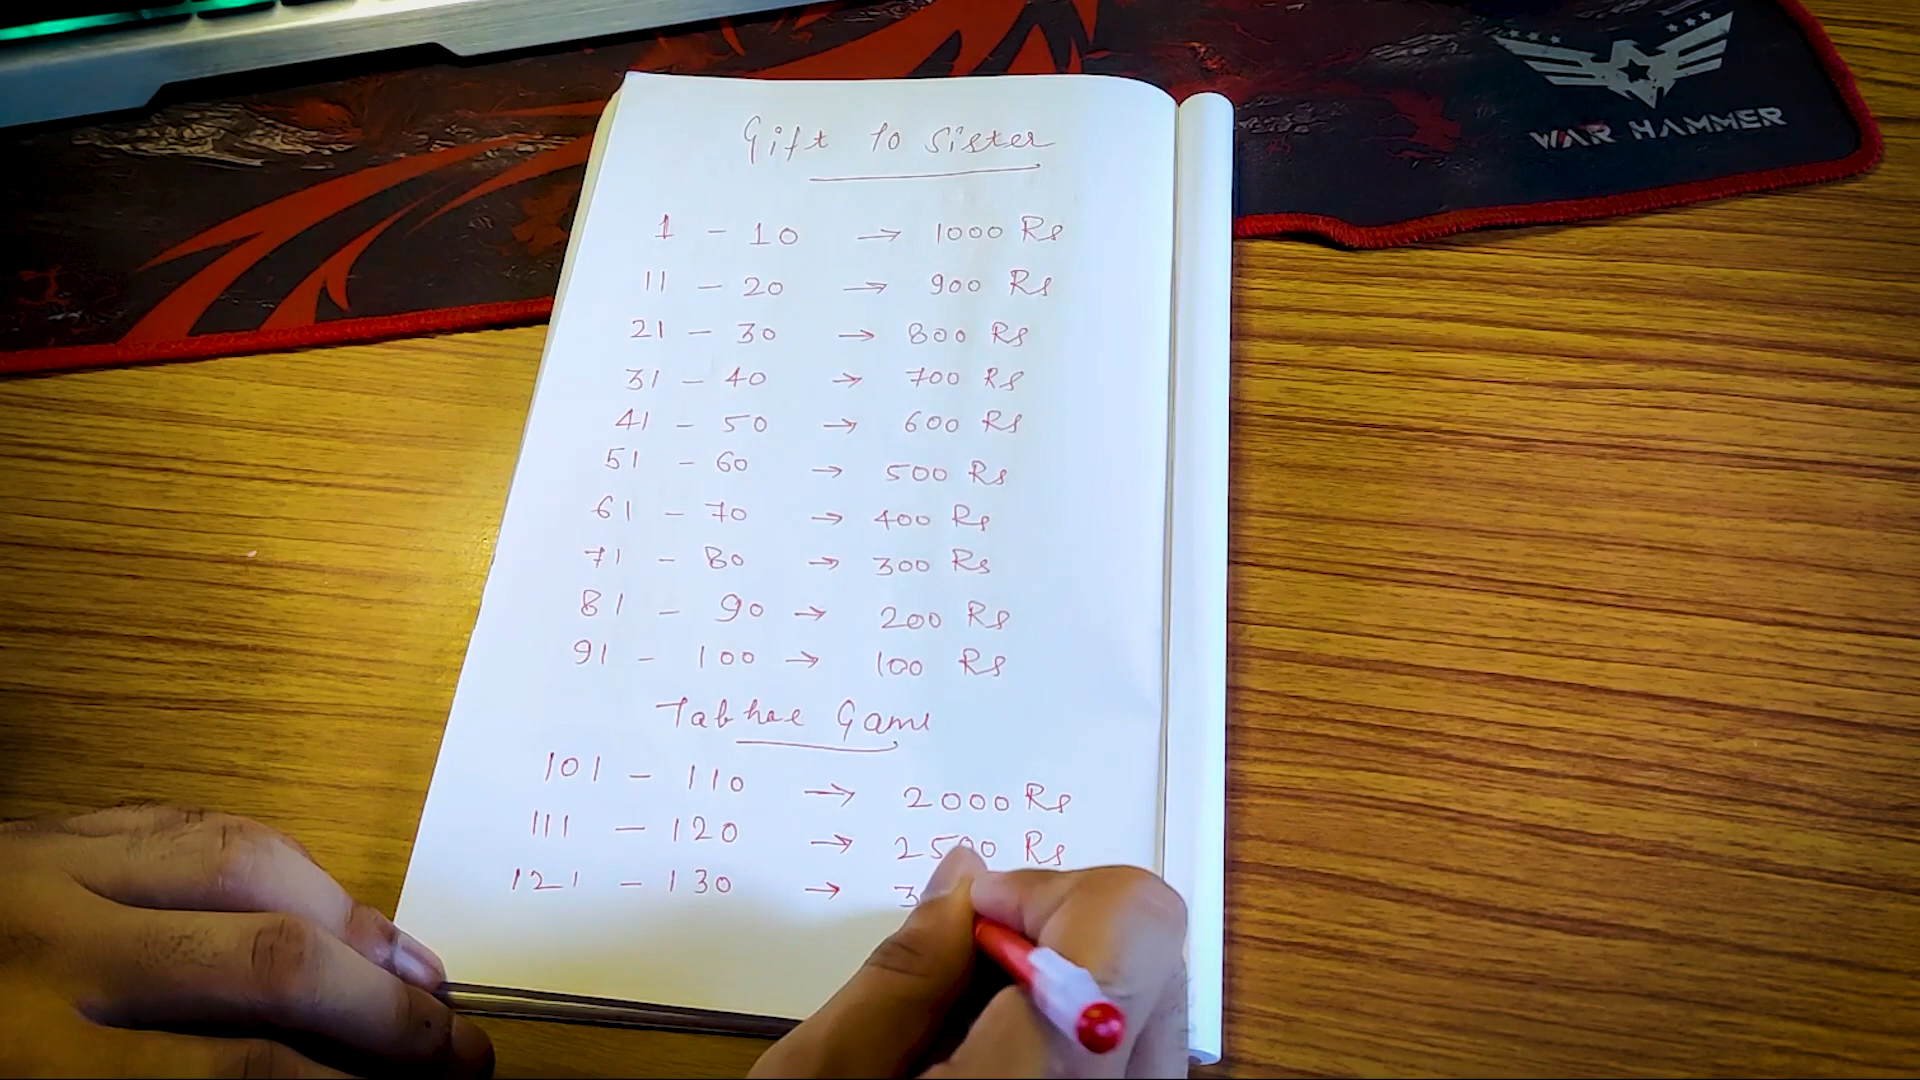 WAR HAMMER
Gift To Sister
1 - 10 → 1000 Rs
11 - 20 → 900 Rs
21 - 30 → 800 Rs
31 - 40 → 700 Rs
41 - 50 → 600 Rs
51 - 60 → 500 Rs
61 - 70 → 400 Rs
71 - 80 → 300 Rs
81 - 90 → 200 Rs
91 - 100 → 100 Rs
Game
101 - 110 → 2000 Rs
111 - 120 → 2500 Rs
121 - 130 → 3